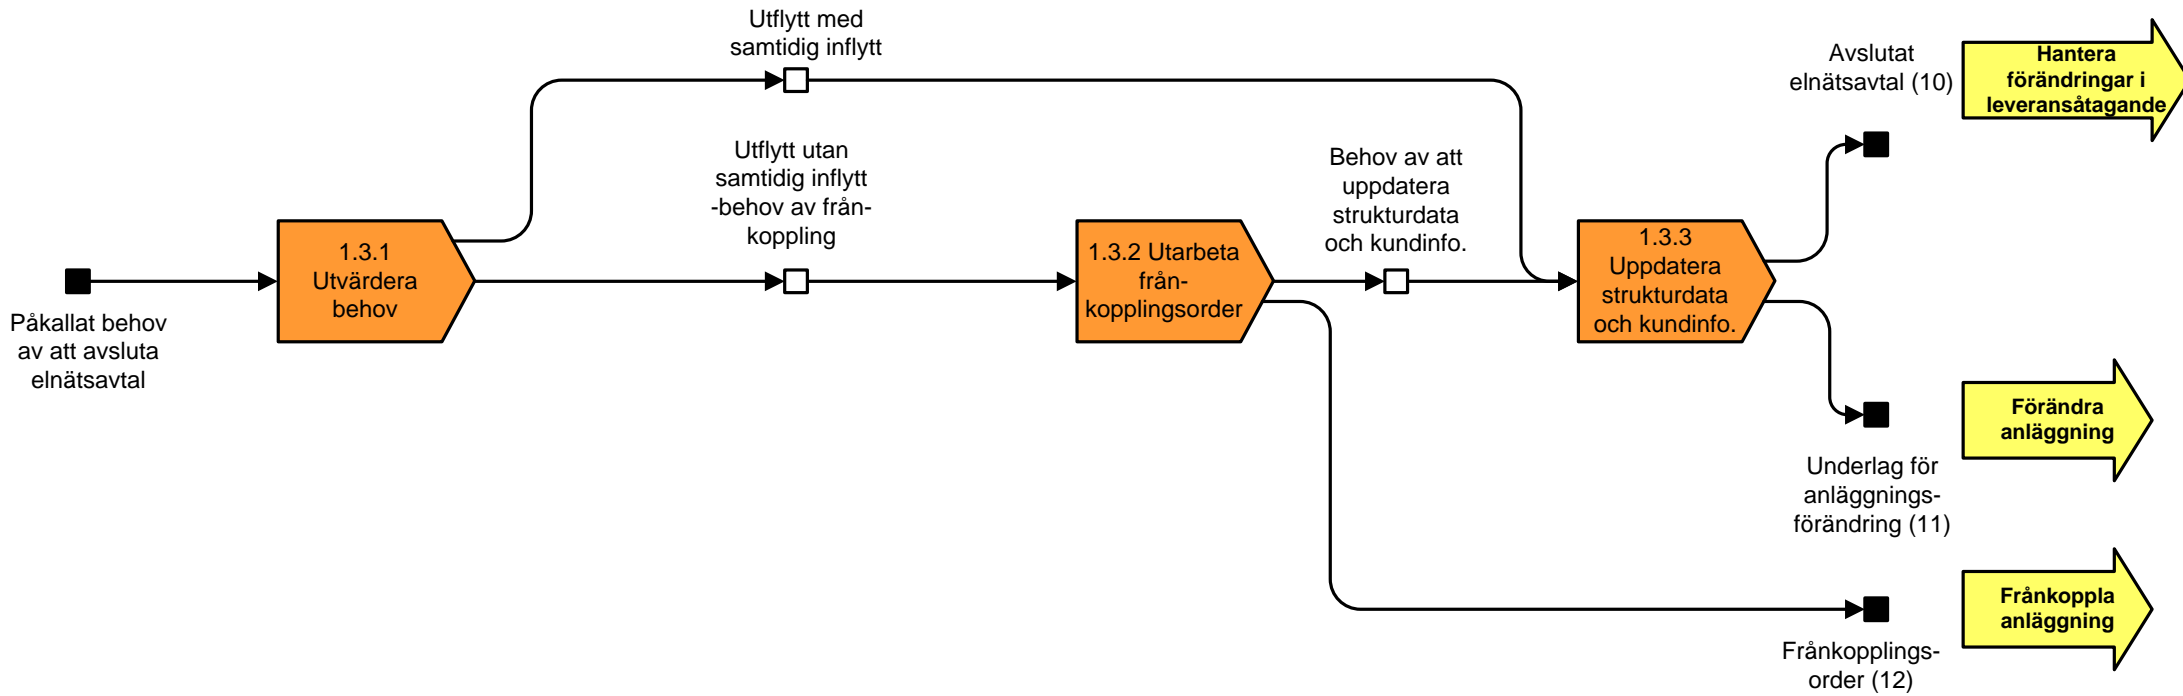 Utflytt med
samtidig inflytt
Avslutat
elnätsavtal (10)
Hantera
förändringar i
leveransåtagande
Utflytt utan
samtidig inflytt
-behov av från-
koppling
Behov av att
uppdatera
strukturdata
och kundinfo.
1.3.1
Utvärdera
behov
1.3.2 Utarbeta
från-
kopplingsorder
1.3.3
Uppdatera
strukturdata
och kundinfo.
Påkallat behov
av att avsluta
elnätsavtal
Förändra
anläggning
Underlag för
anläggnings-
förändring (11)
Frånkoppla
anläggning
Frånkopplings-
order (12)